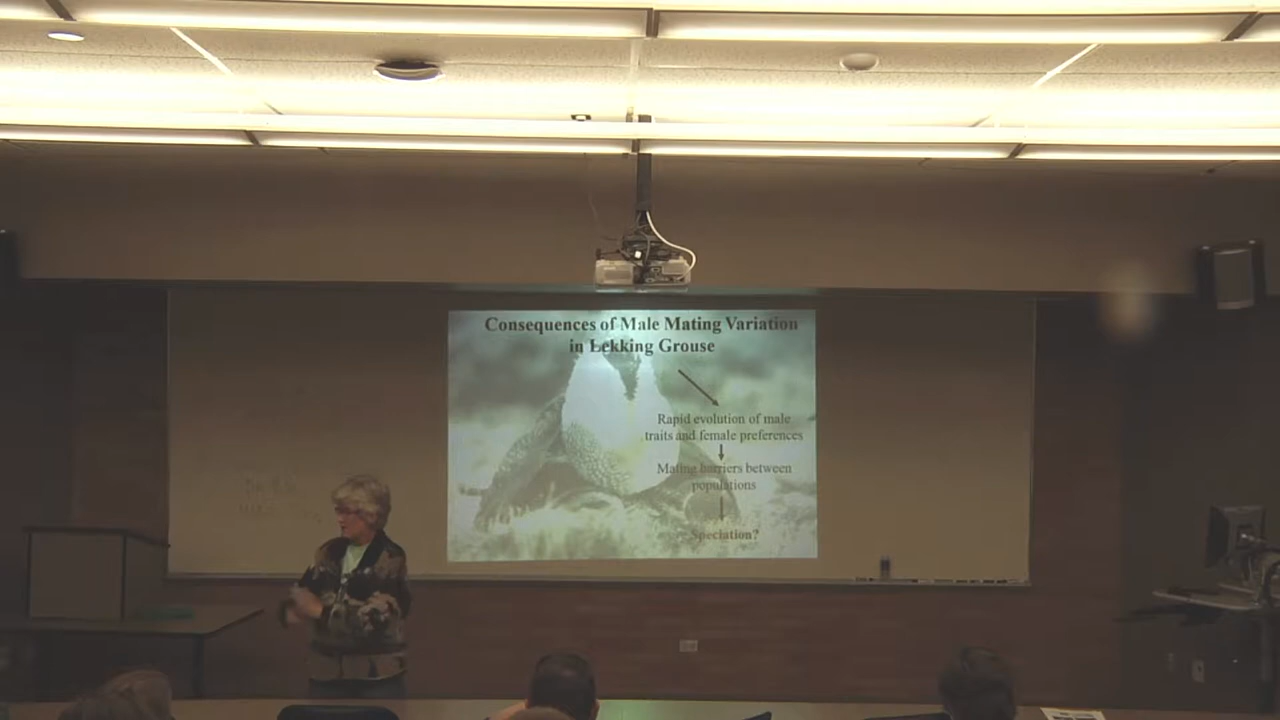 Consequences of Male Mating Variation
in Lekking Grouse
Rapid evolution of male
traits and female preferences
Mating barriers between
populations
Speciation?